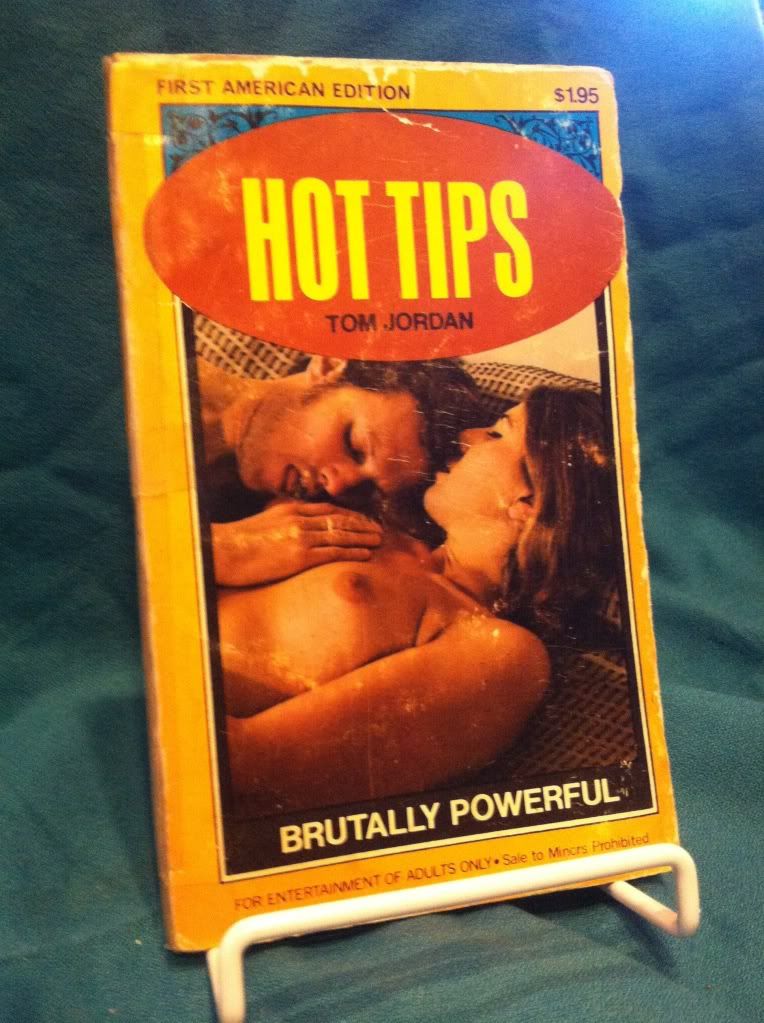 FIRST AMERICAN EDITION $1.95
HOT TIPS
TOM JORDAN
BRUTALLY POWERFUL
FOR ENTERTAINMENT OF ADULTS ONLY • Sale to Minors Prohibited